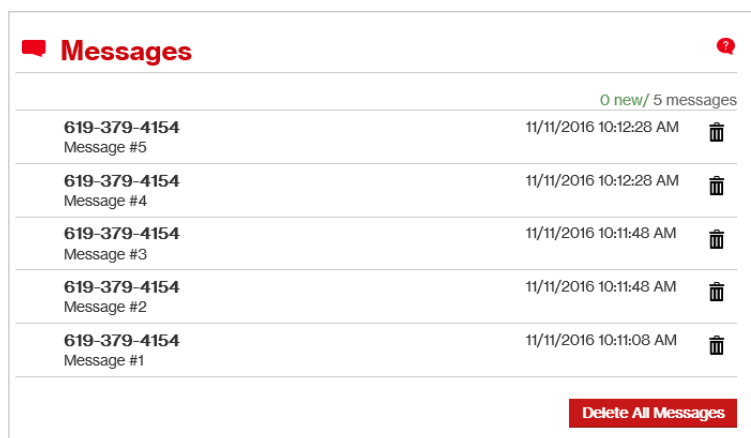 Messages
?
0 new/ 5 messages
619-379-4154 11/11/2016 10:12:28 AM
Message #5
619-379-4154 11/11/2016 10:12:28 AM
Message #4
619-379-4154 11/11/2016 10:11:48 AM
Message #3
619-379-4154 11/11/2016 10:11:48 AM
Message #2
619-379-4154 11/11/2016 10:11:08 AM
Message #1
Delete All Messages